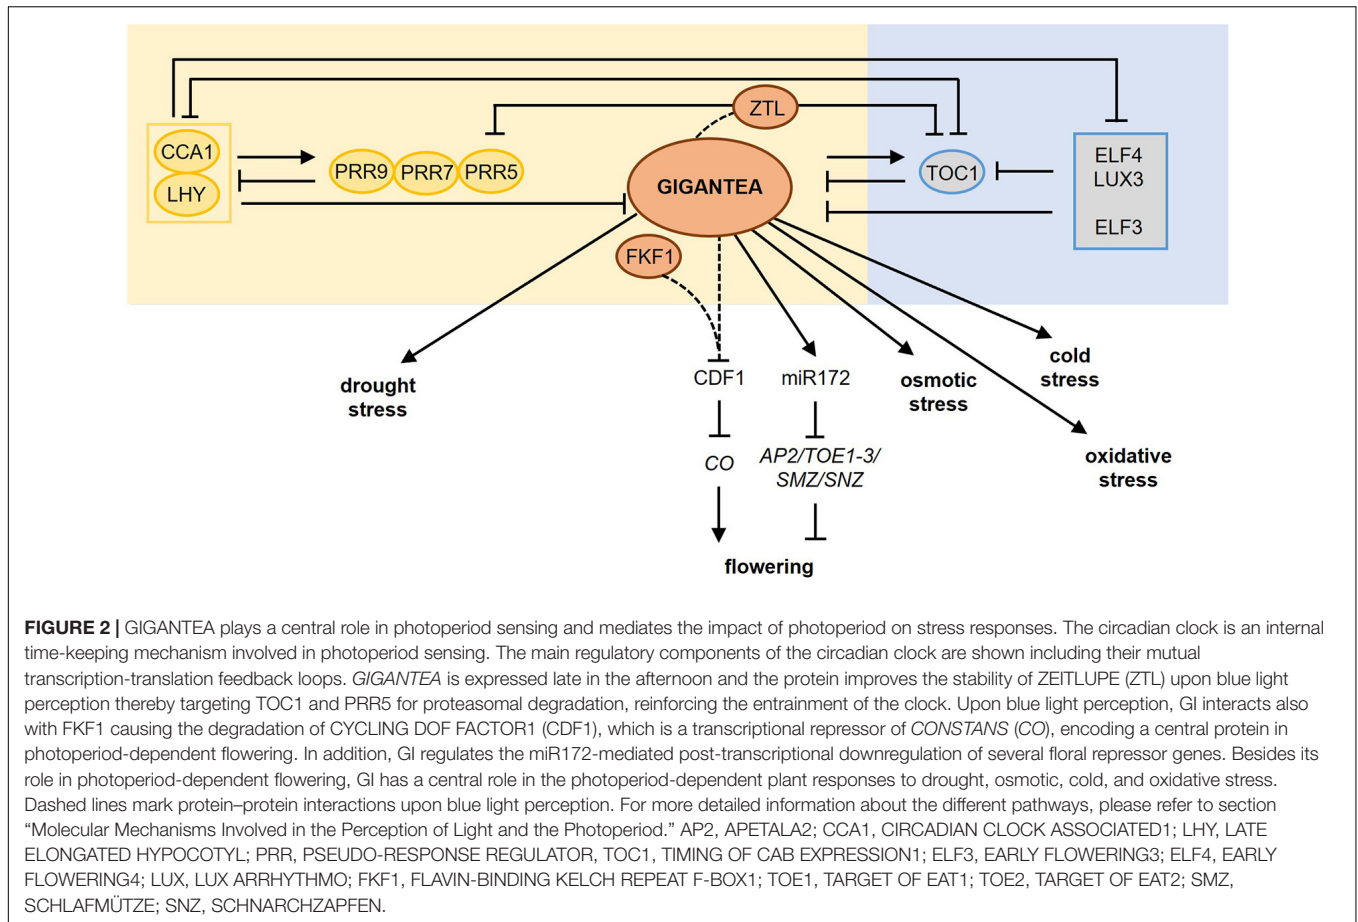 ZTL
CCA1
LHY
PRR9 PRR7 PRR5
GIGANTEA
TOC1
ELF4
LUX3
ELF3
FKF1
drought
stress
CDF1
miR172
osmotic
stress
cold
stress
CO
AP2/TOE1-3/
SMZ/SNZ
oxidative
stress
flowering
FIGURE 2 | GIGANTEA plays a central role in photoperiod sensing and mediates the impact of photoperiod on stress responses. The circadian clock is an internal
time-keeping mechanism involved in photoperiod sensing. The main regulatory components of the circadian clock are shown including their mutual
transcription-translation feedback loops. GIGANTEA is expressed late in the afternoon and the protein improves the stability of ZEITLUPE (ZTL) upon blue light
perception thereby targeting TOC1 and PRR5 for proteasomal degradation, reinforcing the entrainment of the clock. Upon blue light perception, GI interacts also
with FKF1 causing the degradation of CYCLING DOF FACTOR1 (CDF1), which is a transcriptional repressor of CONSTANS (CO), encoding a central protein in
photoperiod-dependent flowering. In addition, GI regulates the miR172-mediated post-transcriptional downregulation of several floral repressor genes. Besides its
role in photoperiod-dependent flowering, GI has a central role in the photoperiod-dependent plant responses to drought, osmotic, cold, and oxidative stress.
Dashed lines mark protein–protein interactions upon blue light perception. For more detailed information about the different pathways, please refer to section
“Molecular Mechanisms Involved in the Perception of Light and the Photoperiod.” AP2, APETALA2; CCA1, CIRCADIAN CLOCK ASSOCIATED1; LHY, LATE
ELONGATED HYPOCOTYL; PRR, PSEUDO-RESPONSE REGULATOR, TOC1, TIMING OF CAB EXPRESSION1; ELF3, EARLY FLOWERING3; ELF4, EARLY
FLOWERING4; LUX, LUX ARRHYTHMO; FKF1, FLAVIN-BINDING KELCH REPEAT F-BOX1; TOE1, TARGET OF EAT1; TOE2, TARGET OF EAT2; SMZ,
SCHLAFMÜTZE; SNZ, SCHNARCHZAPFEN.